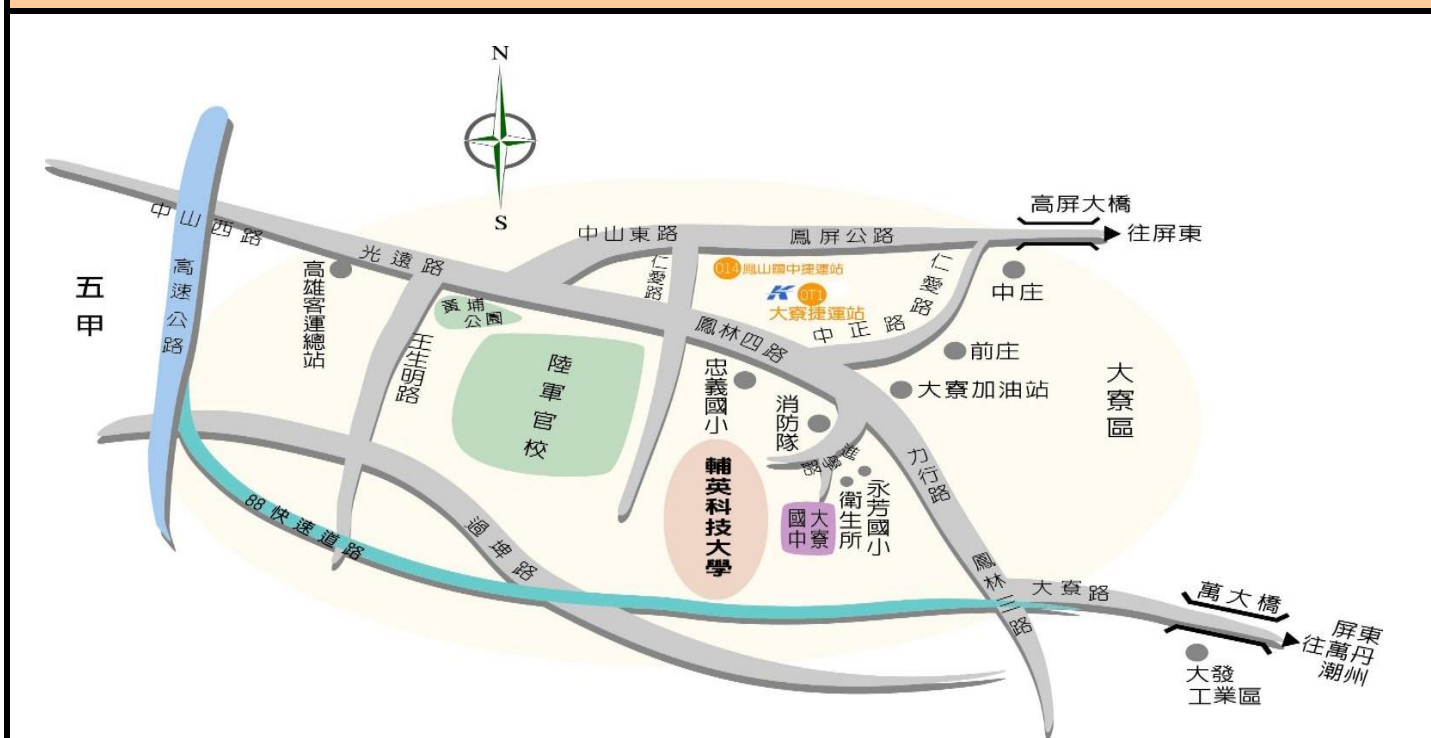 N
S
高屏大橋
往屏東
中山西路
光遠路
中山東路
鳳屏公路
仁愛路
仁愛路
高速公路
五甲
高雄客運總站
黃埔
公園
O14 鳳山國中捷運站
K OT1
大寮捷運站
中庄
中正路
鳳林四路
前庄
大寮加油站
大寮區
王生明路
陸軍官校
忠義國小
消防隊
進學路
力行路
輔英科技大學
大寮
國中
衛生所
永芳國小
88快速道路
過埤路
鳳林三路
大寮路
萬大橋
屏東
往萬丹
潮州
大發
工業區